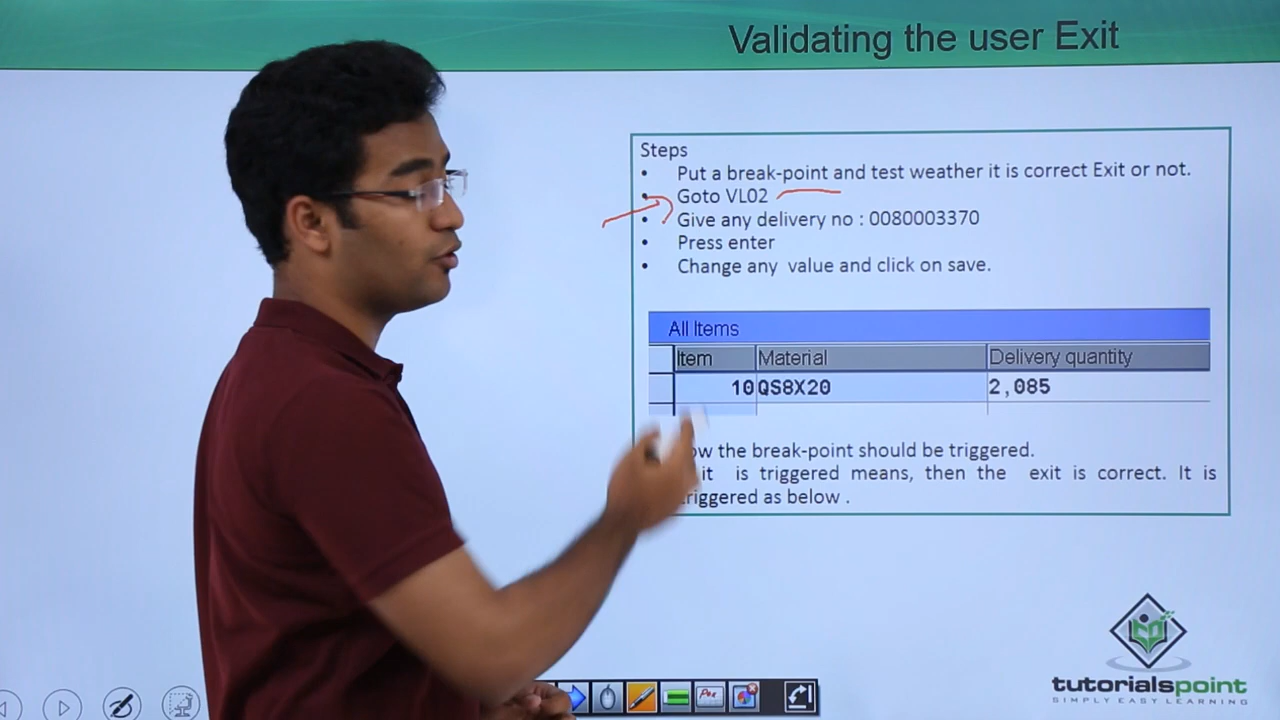 Validating the user Exit
Steps
• Put a break-point and test weather it is correct Exit or not.
• Goto VL02
• Give any delivery no : 0080003370
• Press enter
• Change any value and click on save.
All Items
Item Material Delivery quantity
10 QS8X20 2,085
the break-point should be triggered.
it is triggered means, then the exit is correct. It is
triggered as below .
tutorialspoint
SIMPLY EASY LEARNING